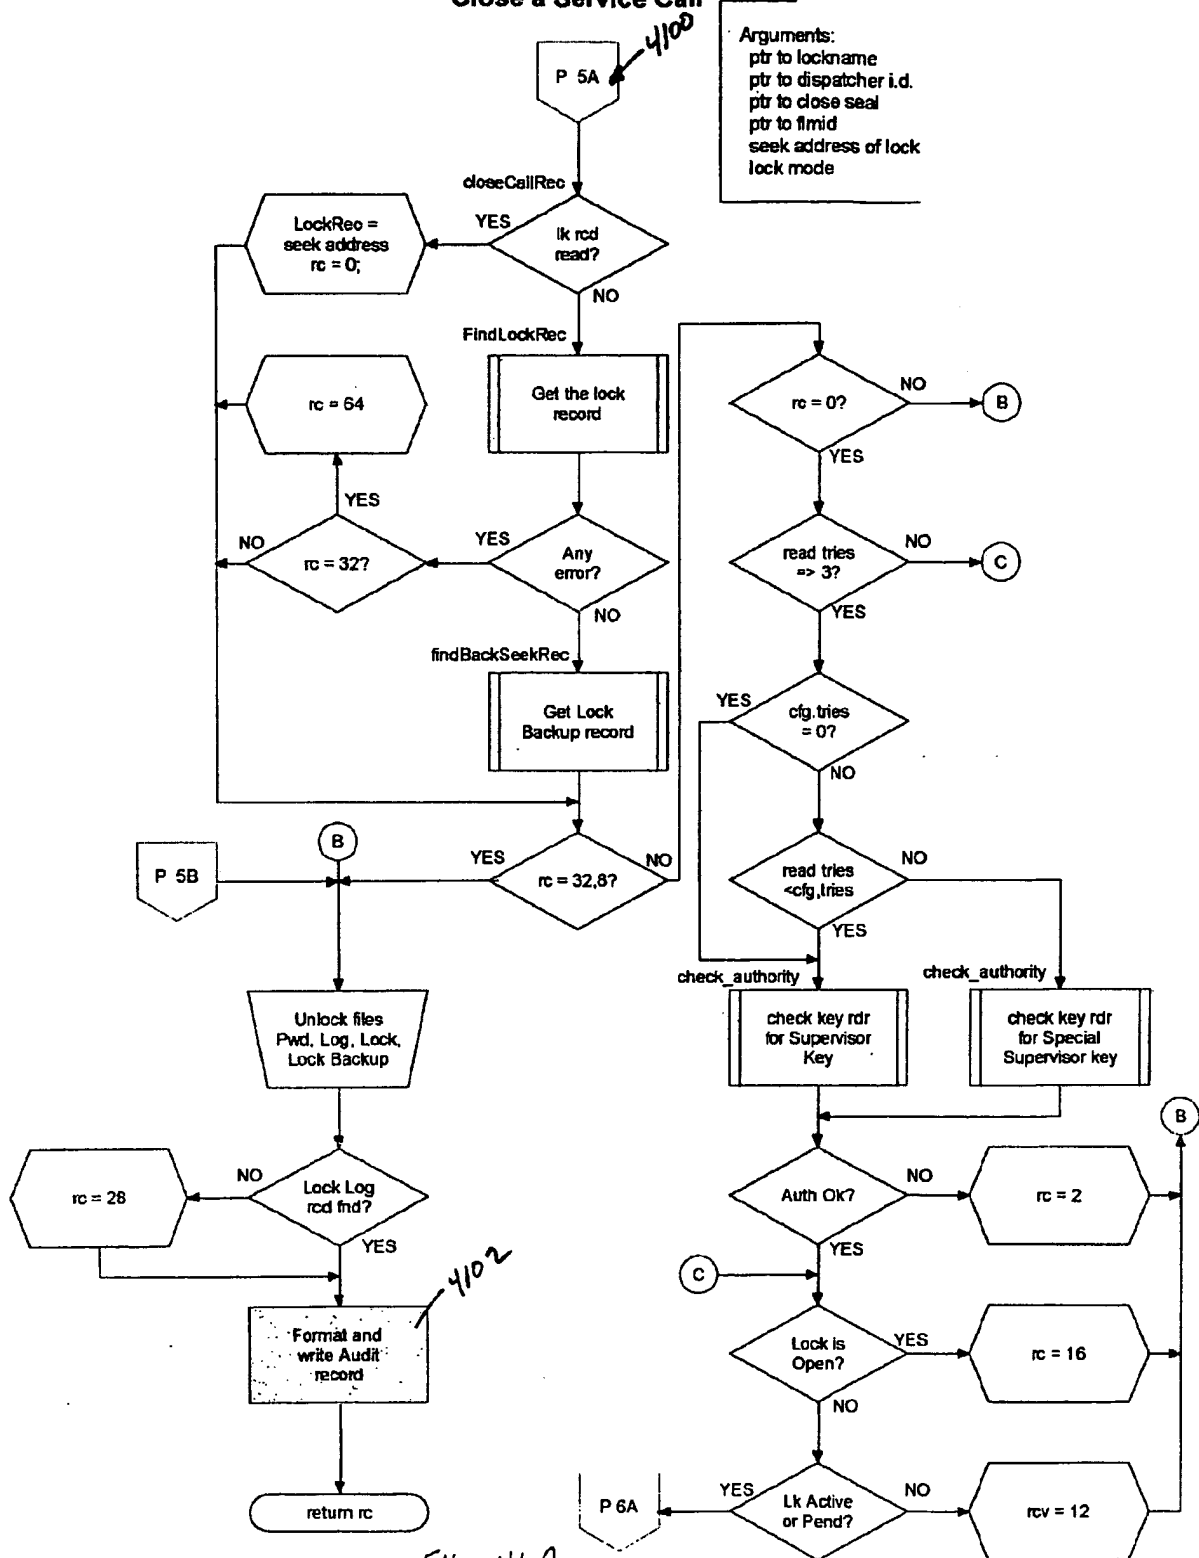 Close a Service Call
4100
P 5A
Arguments:
ptr to lockname
ptr to dispatcher i.d.
ptr to close seal
ptr to flmid
seek address of lock
lock mode
closeCallRec
LockRec =
seek address
rc = 0;
YES
lk rcd
read?
NO
FindLockRec
rc = 64
Get the lock
record
rc = 0?
NO
B
YES
YES
NO
rc = 32?
YES
Any
error?
NO
read tries
=> 3?
NO
C
YES
findBackSeekRec
Get Lock
Backup record
YES
cfg.tries
= 0?
NO
B
P 5B
YES
rc = 32,8?
NO
read tries
<cfg,tries
NO
YES
check_authority
check_authority
Unlock files
Pwd, Log, Lock,
Lock Backup
check key rdr
for Supervisor
Key
check key rdr
for Special
Supervisor key
B
rc = 28
NO
Lock Log
rcd fnd?
YES
Auth Ok?
NO
rc = 2
YES
4102
C
Format and
write Audit
record
Lock is
Open?
YES
rc = 16
NO
return rc
P 6A
YES
Lk Active
or Pend?
NO
rcv = 12